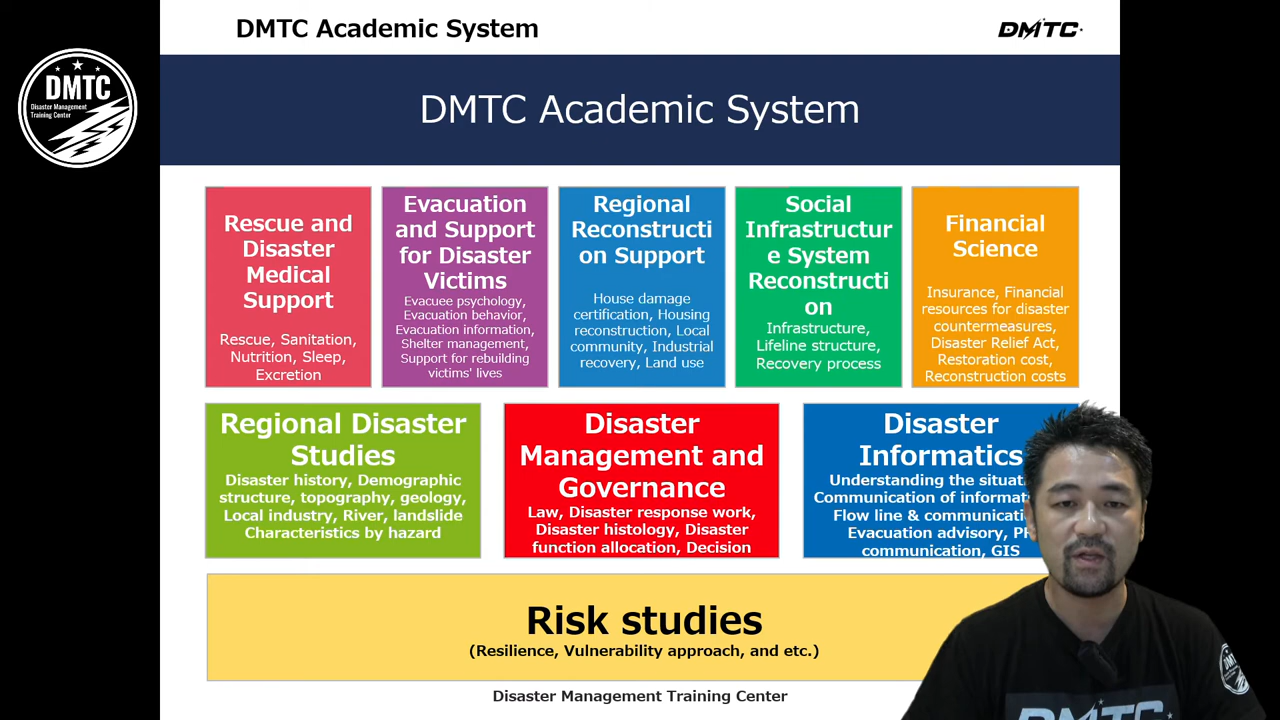 DMTC Academic System
DMTC
DMTC
Disaster Management
Training Center
DMTC Academic System
Rescue and
Disaster
Medical
Support
Rescue, Sanitation,
Nutrition, Sleep,
Excretion
Evacuation
and Support
for Disaster
Victims
Evacuee psychology,
Evacuation behavior,
Evacuation information,
Shelter management,
Support for rebuilding
victims' lives
Regional
Reconstructi
on Support
House damage
certification, Housing
reconstruction, Local
community, Industrial
recovery, Land use
Social
Infrastructur
e System
Reconstructi
on
Infrastructure,
Lifeline structure,
Recovery process
Financial
Science
Insurance, Financial
resources for disaster
countermeasures,
Disaster Relief Act,
Restoration cost,
Reconstruction costs
Regional Disaster
Studies
Disaster history, Demographic
structure, topography, geology,
Local industry, River, landslide
Characteristics by hazard
Disaster
Management and
Governance
Law, Disaster response work,
Disaster histology, Disaster
function allocation, Decision
Disaster
Informatics
Understanding the
Communication of
Flow line &
Evacuation advisory,
communication, GIS
Risk studies
(Resilience, Vulnerability approach, and etc.)
Disaster Management Training Center
DMTC
DMTC